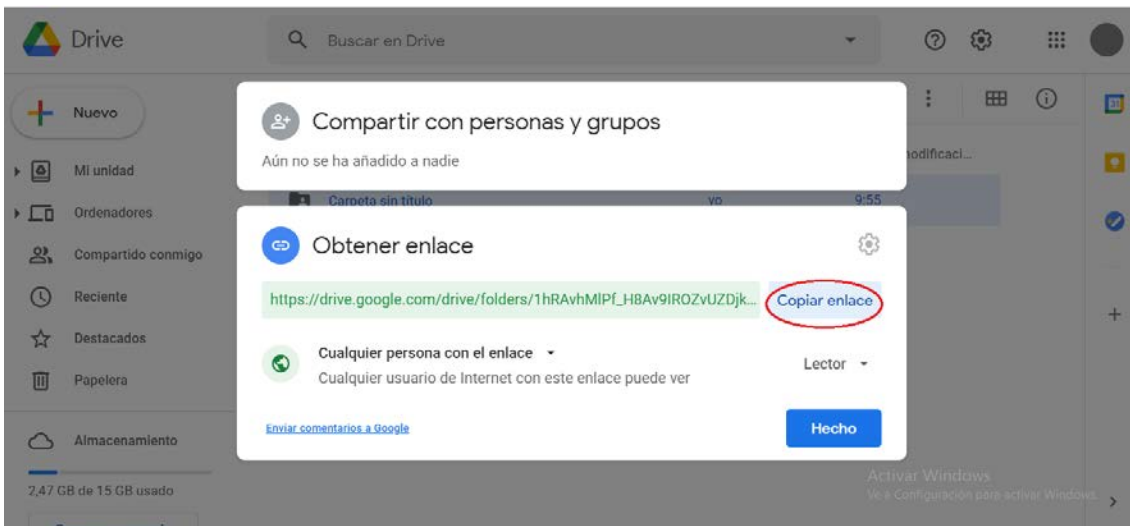 Drive
Buscar en Drive
Nuevo
Compartir con personas y grupos
Aún no se ha añadido a nadie
Mi unidad
Carpeta sin título yo 9:55
Ordenadores
Compartido conmigo
Obtener enlace
Reciente
https://drive.google.com/drive/folders/1hRAvhMlPf_H8Av9IROZvUZDjk... Copiar enlace
Destacados
Cualquier persona con el enlace
Lector
Cualquier usuario de Internet con este enlace puede ver
Papelera
Enviar comentarios a Google
Hecho
Almacenamiento
2,47 GB de 15 GB usado
Activar Windows
Ve a Configuración para activar Windows.